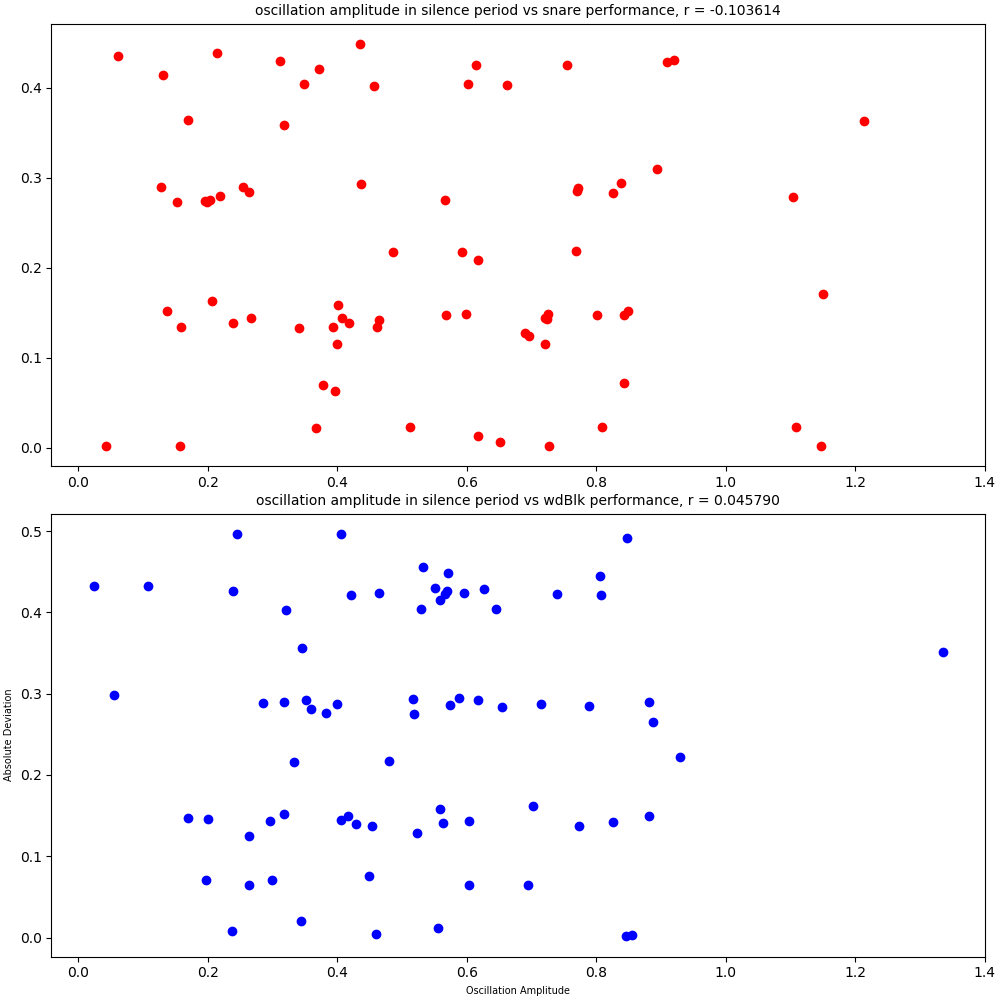 oscillation amplitude in silence period vs snare performance, r = -0.103614
0.4
0.3
0.2
0.1
0.0
0.0 0.2 0.4 0.6 0.8 1.0 1.2 1.4
oscillation amplitude in silence period vs wdBlk performance, r = 0.045790
0.5
0.4
0.3
0.2
0.1
0.0
Absolute Deviation
0.0 0.2 0.4 0.6 0.8 1.0 1.2 1.4
Oscillation Amplitude